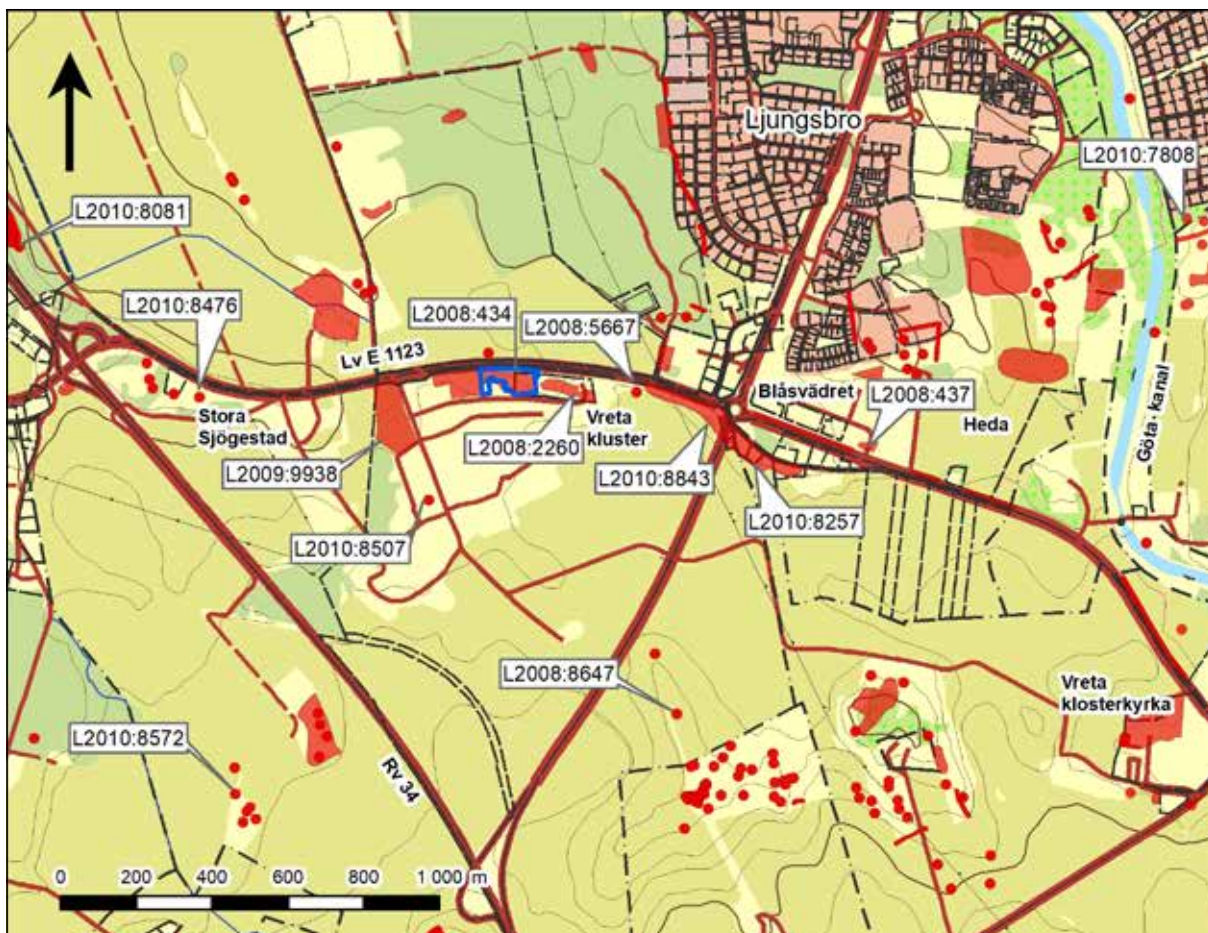 Ljungsbro
L2010:7808
L2010:8081
L2010:8476
L2008:434
L2008:5667
Lv E 1123
Blåsvädret
L2008:437
Stora
Sjögestad
Vreta
kluster
Heda
Göta kanal
L2008:2260
L2009:9938
L2010:8843
L2010:8257
L2010:8507
L2008:8647
Vreta
klosterkyrka
L2010:8572
Rv 34
0 200 400 600 800 1 000 m